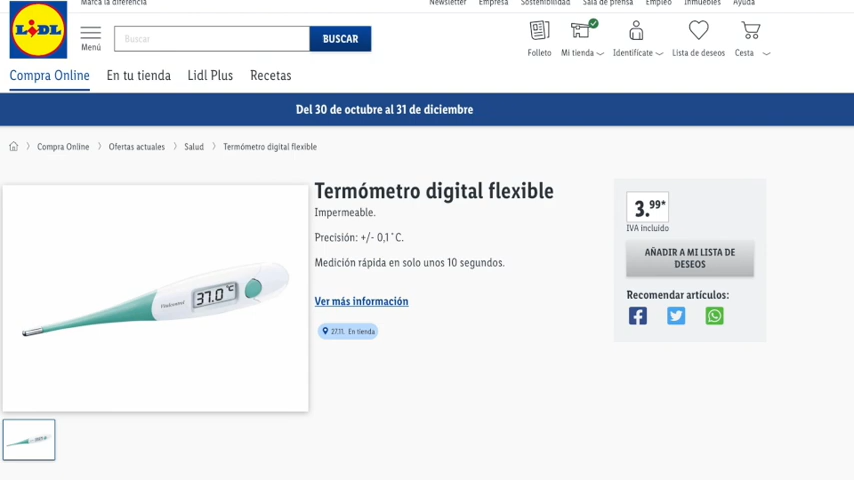 Marca la diferencia
Newsletter Empresa Sostenibilidad Sala de prensa Empleo Inmuebles Ayuda
LIDL
Menú
Buscar
BUSCAR
Folleto Mi tienda Identifícate Lista de deseos Cesta
Compra Online En tu tienda Lidl Plus Recetas
Del 30 de octubre al 31 de diciembre
Compra Online Ofertas actuales Salud Termómetro digital flexible
Termómetro digital flexible
Impermeable.
Precisión: +/- 0,1˚C.
Medición rápida en solo unos 10 segundos.
Ver más información
27.11. En tienda
37.0 °C
3.99*
IVA incluido
AÑADIR A MI LISTA DE
DESEOS
Recomendar artículos: